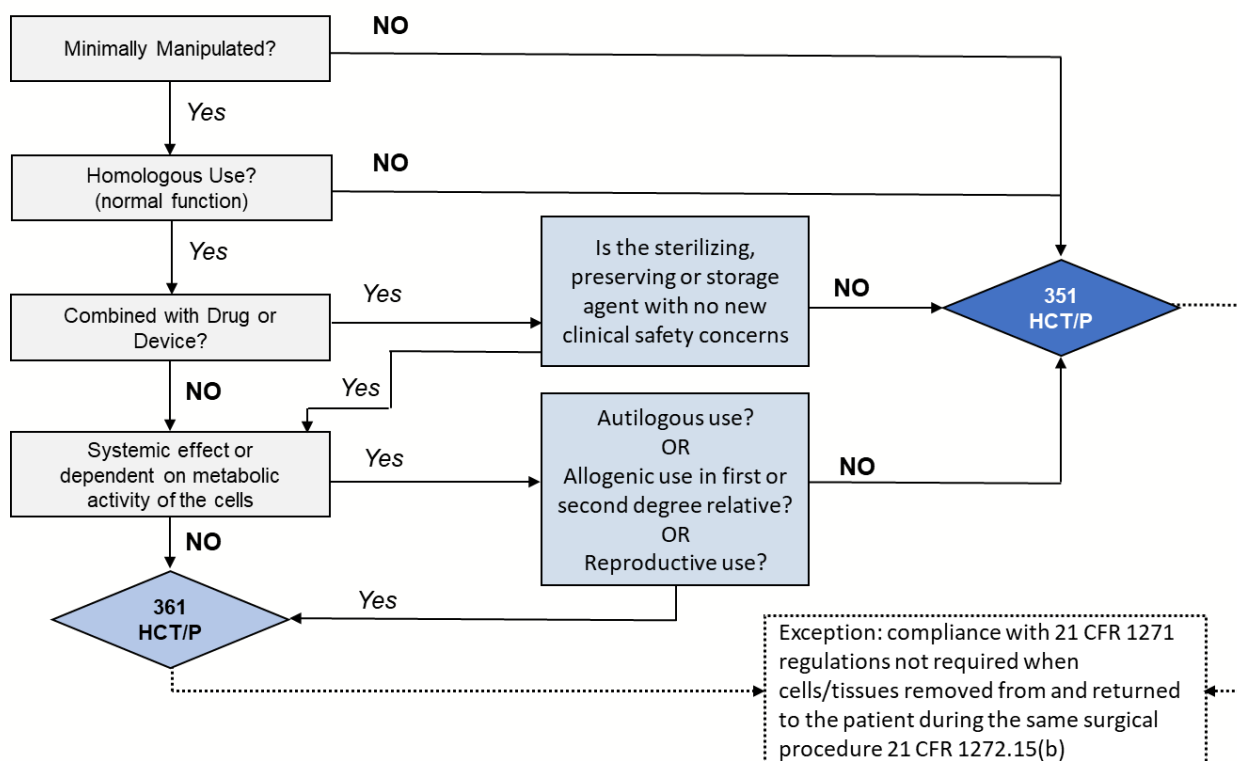 Minimally Manipulated?
NO
Yes
Homologous Use?
(normal function)
NO
Yes
Combined with Drug or
Device?
Yes
Is the sterilizing,
preserving or storage
agent with no new
clinical safety concerns
NO
351
HCT/P
NO
Yes
Systemic effect or
dependent on metabolic
activity of the cells
Yes
Autilogous use?
OR
Allogenic use in first or
second degree relative?
OR
Reproductive use?
NO
NO
361
HCT/P
Yes
Exception: compliance with 21 CFR 1271
regulations not required when
cells/tissues removed from and returned
to the patient during the same surgical
procedure 21 CFR 1272.15(b)